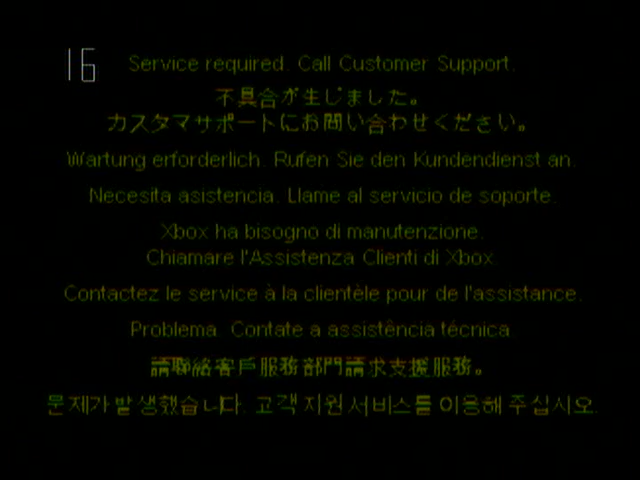 16
Service required. Call Customer Support.
不具合が生じました。
カスタマサポートにお問い合わせください。
Wartung erforderlich. Rufen Sie den Kundendienst an.
Necesita asistencia. Llame al servicio de soporte.
Xbox ha bisogno di manutenzione.
Chiamare l'Assistenza Clienti di Xbox
Contactez le service à la clientèle pour de l'assistance.
Problema. Contate a assistência técnica.
請聯絡客戶服務部門請求支援服務。
문제가 발생했습니다. 고객 지원 서비스를 이용해 주십시오.